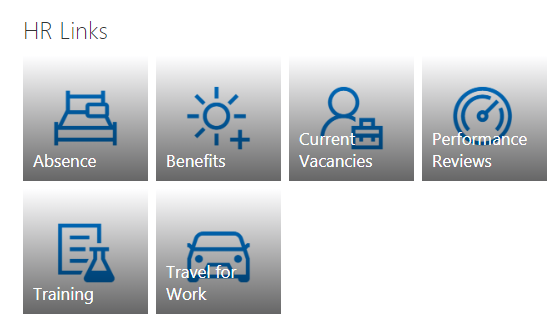 HR Links
Absence
Benefits
Current
Vacancies
Performance
Reviews
Training
Travel for
Work